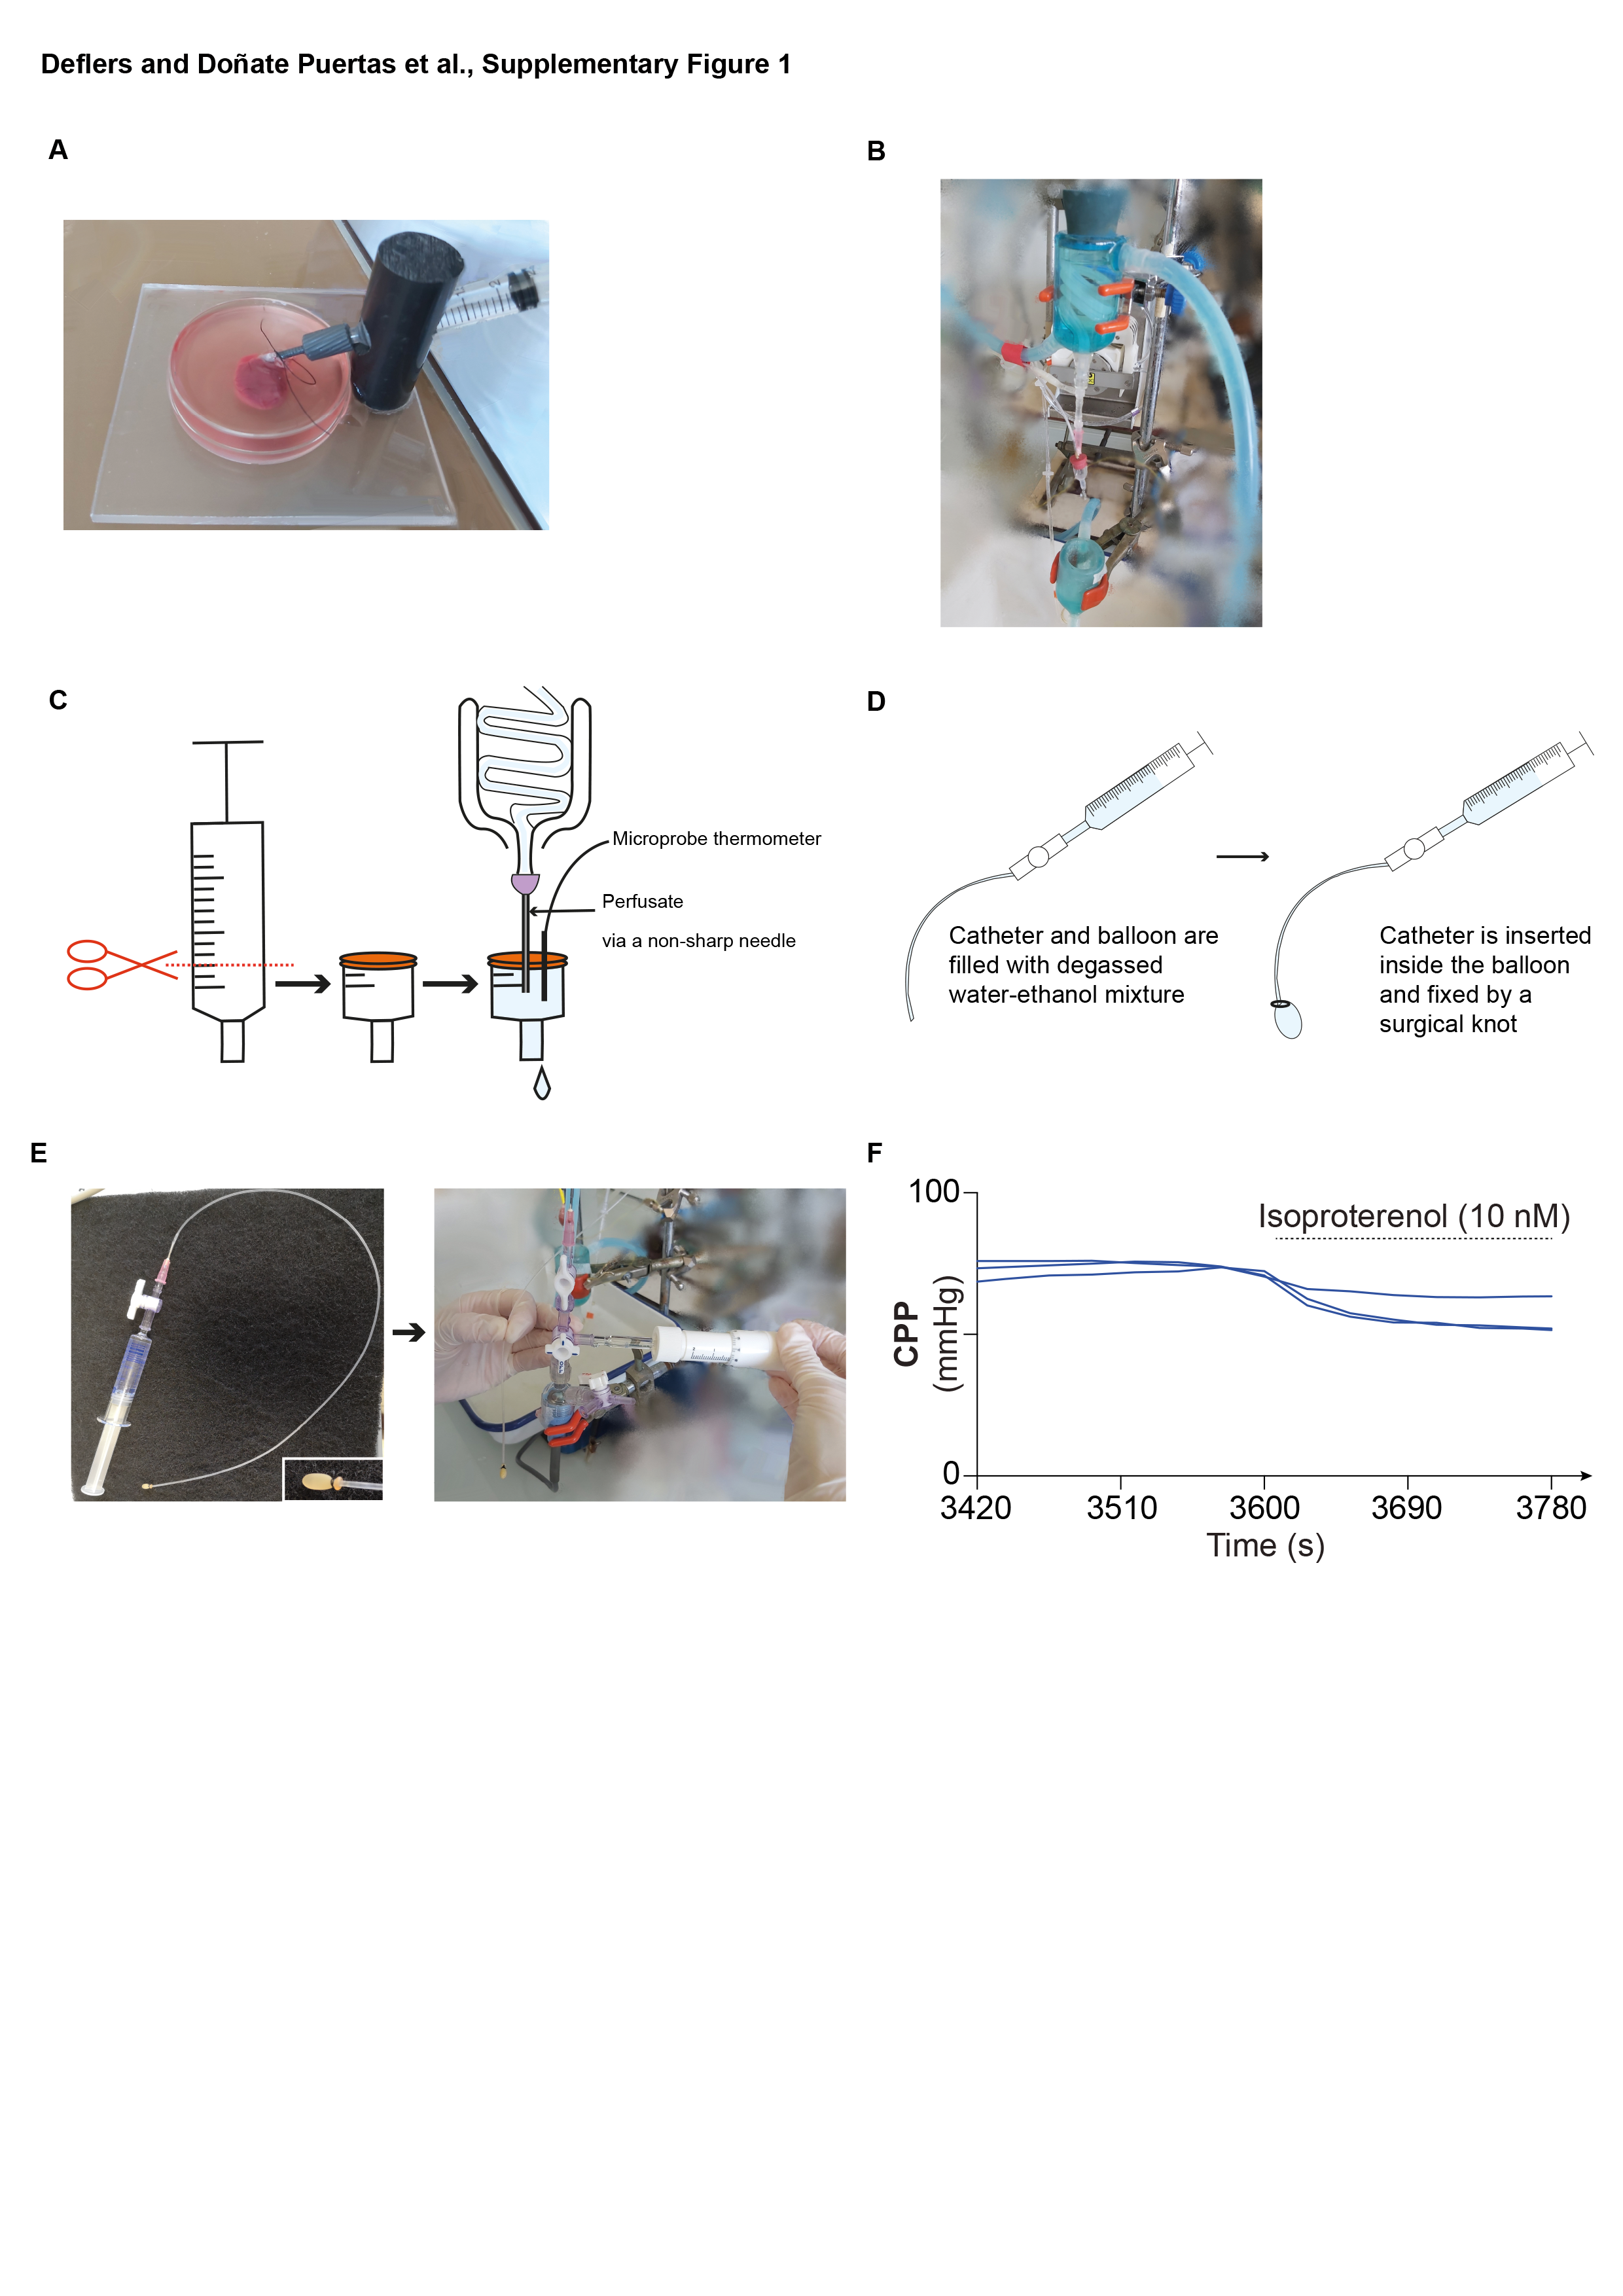 Deflers and Doñate Puertas et al., Supplementary Figure 1
A
B
C
Microprobe thermometer
Perfusate
via a non-sharp needle
D
Catheter and balloon are
filled with degassed
water-ethanol mixture
Catheter is inserted
inside the balloon
and fixed by a
surgical knot
E
F
100
Isoproterenol (10 nM)
CPP
(mmHg)
0
3420
3510
3600
3690
3780
Time (s)